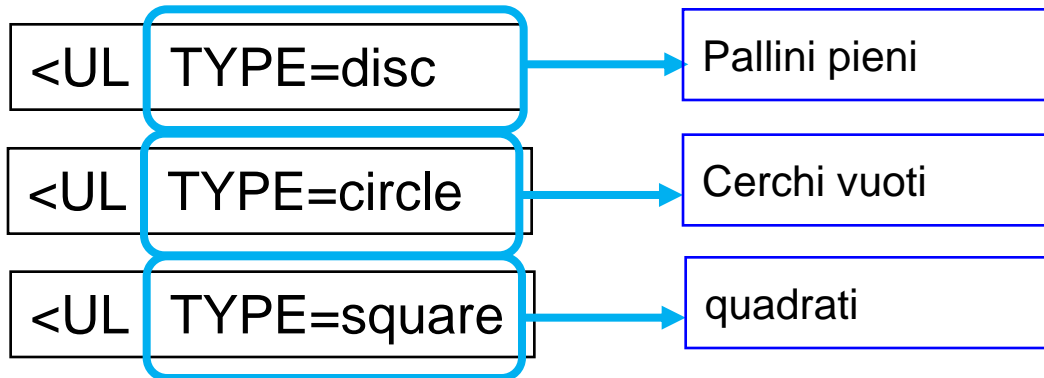 <UL TYPE=disc Pallini pieni
<UL TYPE=circle Cerchi vuoti
<UL TYPE=square quadrati